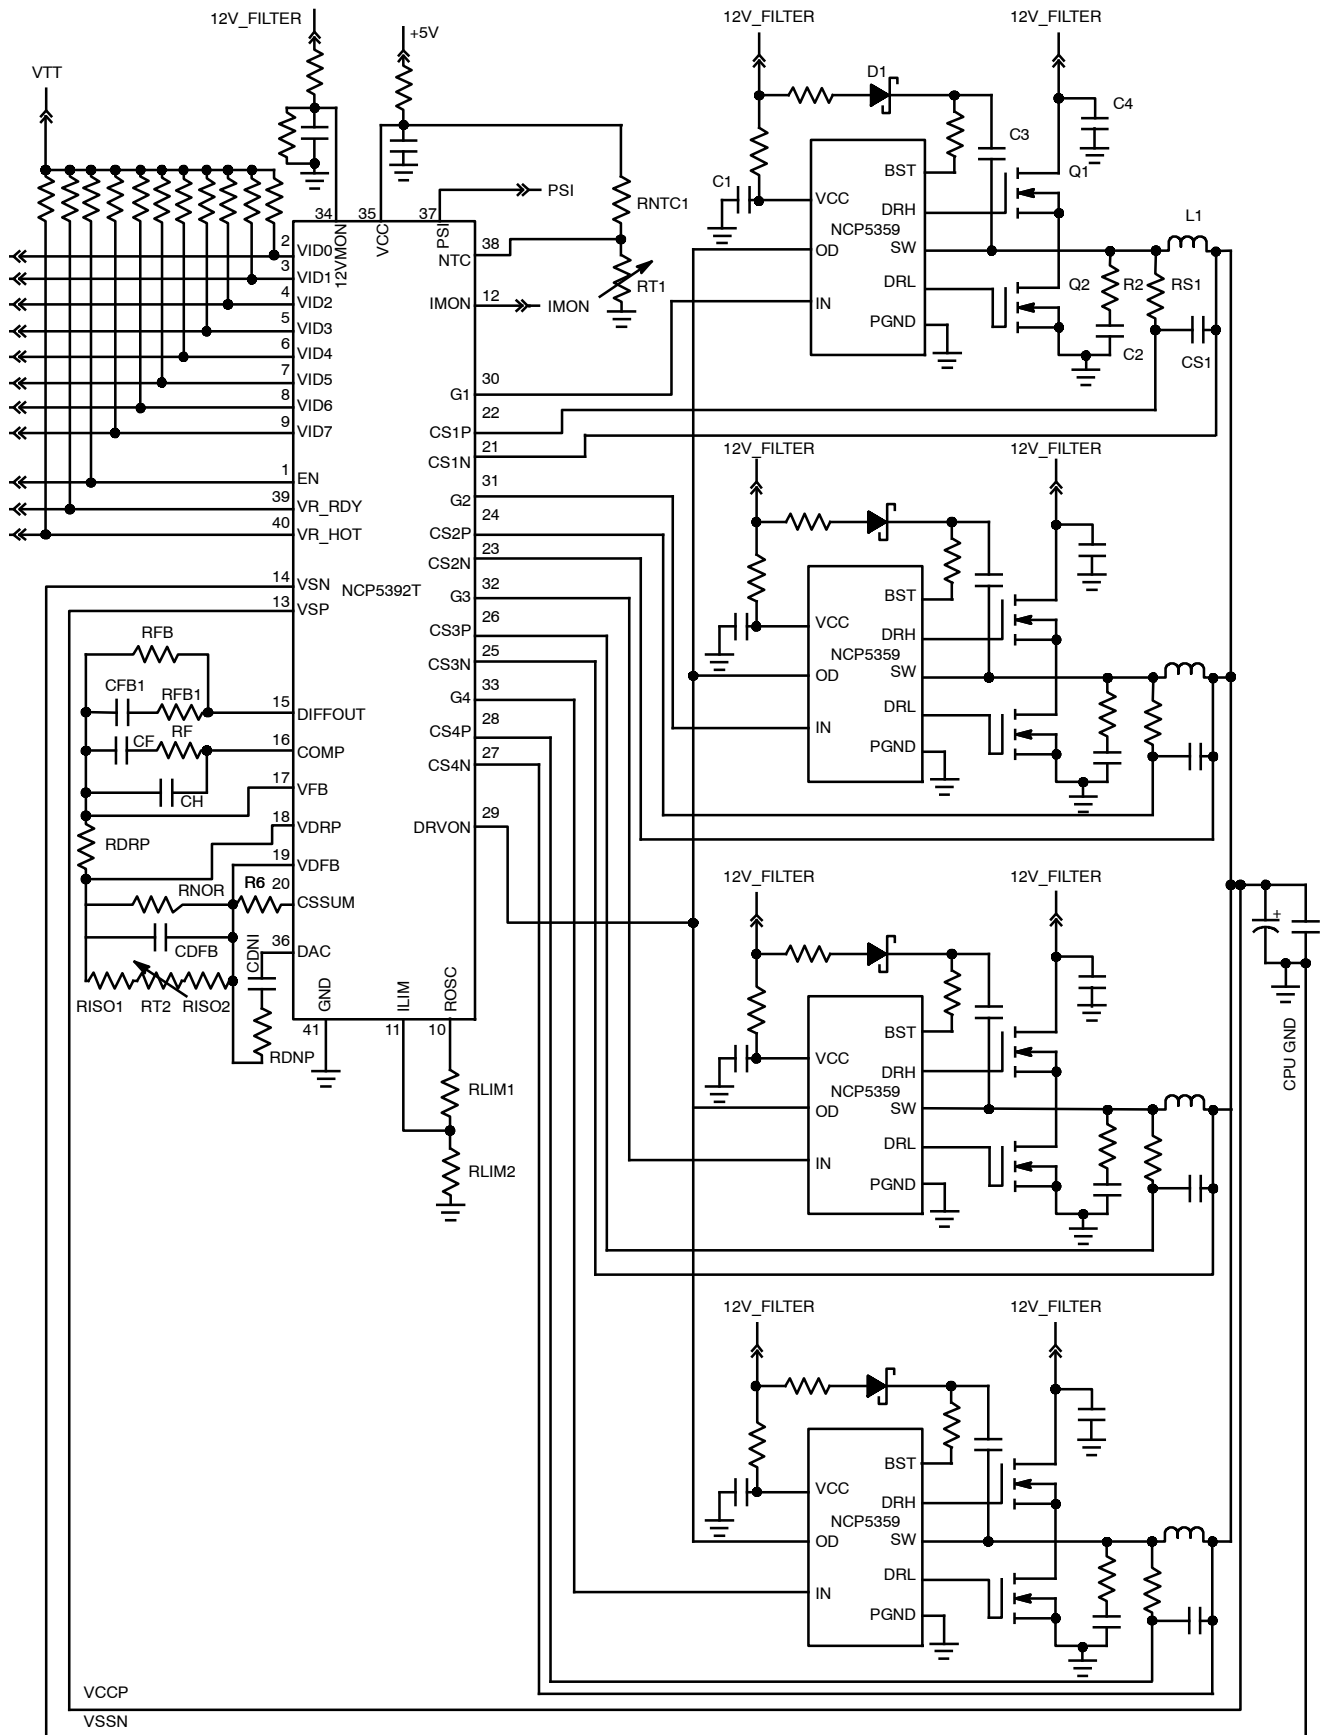 12V_FILTER
+5V
VTT
12V_FILTER
12V_FILTER
D1
C4
C3
BST
Q1
C1
VCC
DRH
NCP5359
L1
OD
SW
DRL
Q2
R2
RS1
IN
PGND
C2
CS1
PSI
RNTC1
RT1
IMON
34
35
37
12VMON
VCC
PSI
38
NTC
12
IMON
2
VID0
3
VID1
4
VID2
5
VID3
6
VID4
7
VID5
8
VID6
9
VID7
1
EN
39
VR_RDY
40
VR_HOT
14
VSN
13
VSP
NCP5392T
30
G1
22
CS1P
21
CS1N
31
G2
24
CS2P
23
CS2N
32
G3
26
CS3P
25
CS3N
33
G4
28
CS4P
27
CS4N
29
DRVON
RFB
CFB1
RFB1
15
DIFFOUT
CF
RF
16
COMP
CH
17
VFB
18
VDRP
RDRP
19
VDFB
RNOR
R6
20
CSSUM
CDFB
36
DAC
CDNI
RISO1
RT2
RISO2
RDNP
GND
ILIM
ROSC
41
11
10
RLIM1
RLIM2
12V_FILTER
12V_FILTER
BST
VCC
DRH
NCP5359
OD
SW
DRL
IN
PGND
12V_FILTER
12V_FILTER
+
CPU GND
BST
VCC
DRH
NCP5359
OD
SW
DRL
IN
PGND
12V_FILTER
12V_FILTER
BST
VCC
DRH
NCP5359
OD
SW
DRL
IN
PGND
VCCP
VSSN